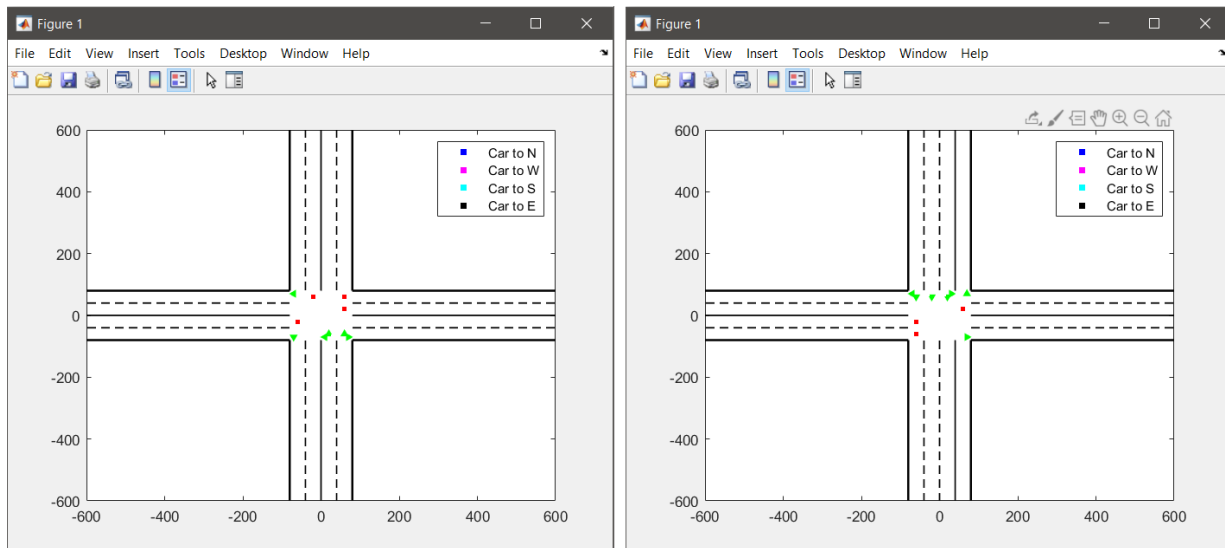 Figure 1
File Edit View Insert Tools Desktop Window Help
600
400
200
0
-200
-400
-600
-600 -400 -200 0 200 400 600
Car to N
Car to W
Car to S
Car to E
Figure 1
File Edit View Insert Tools Desktop Window Help
600
400
200
0
-200
-400
-600
-600 -400 -200 0 200 400 600
Car to N
Car to W
Car to S
Car to E